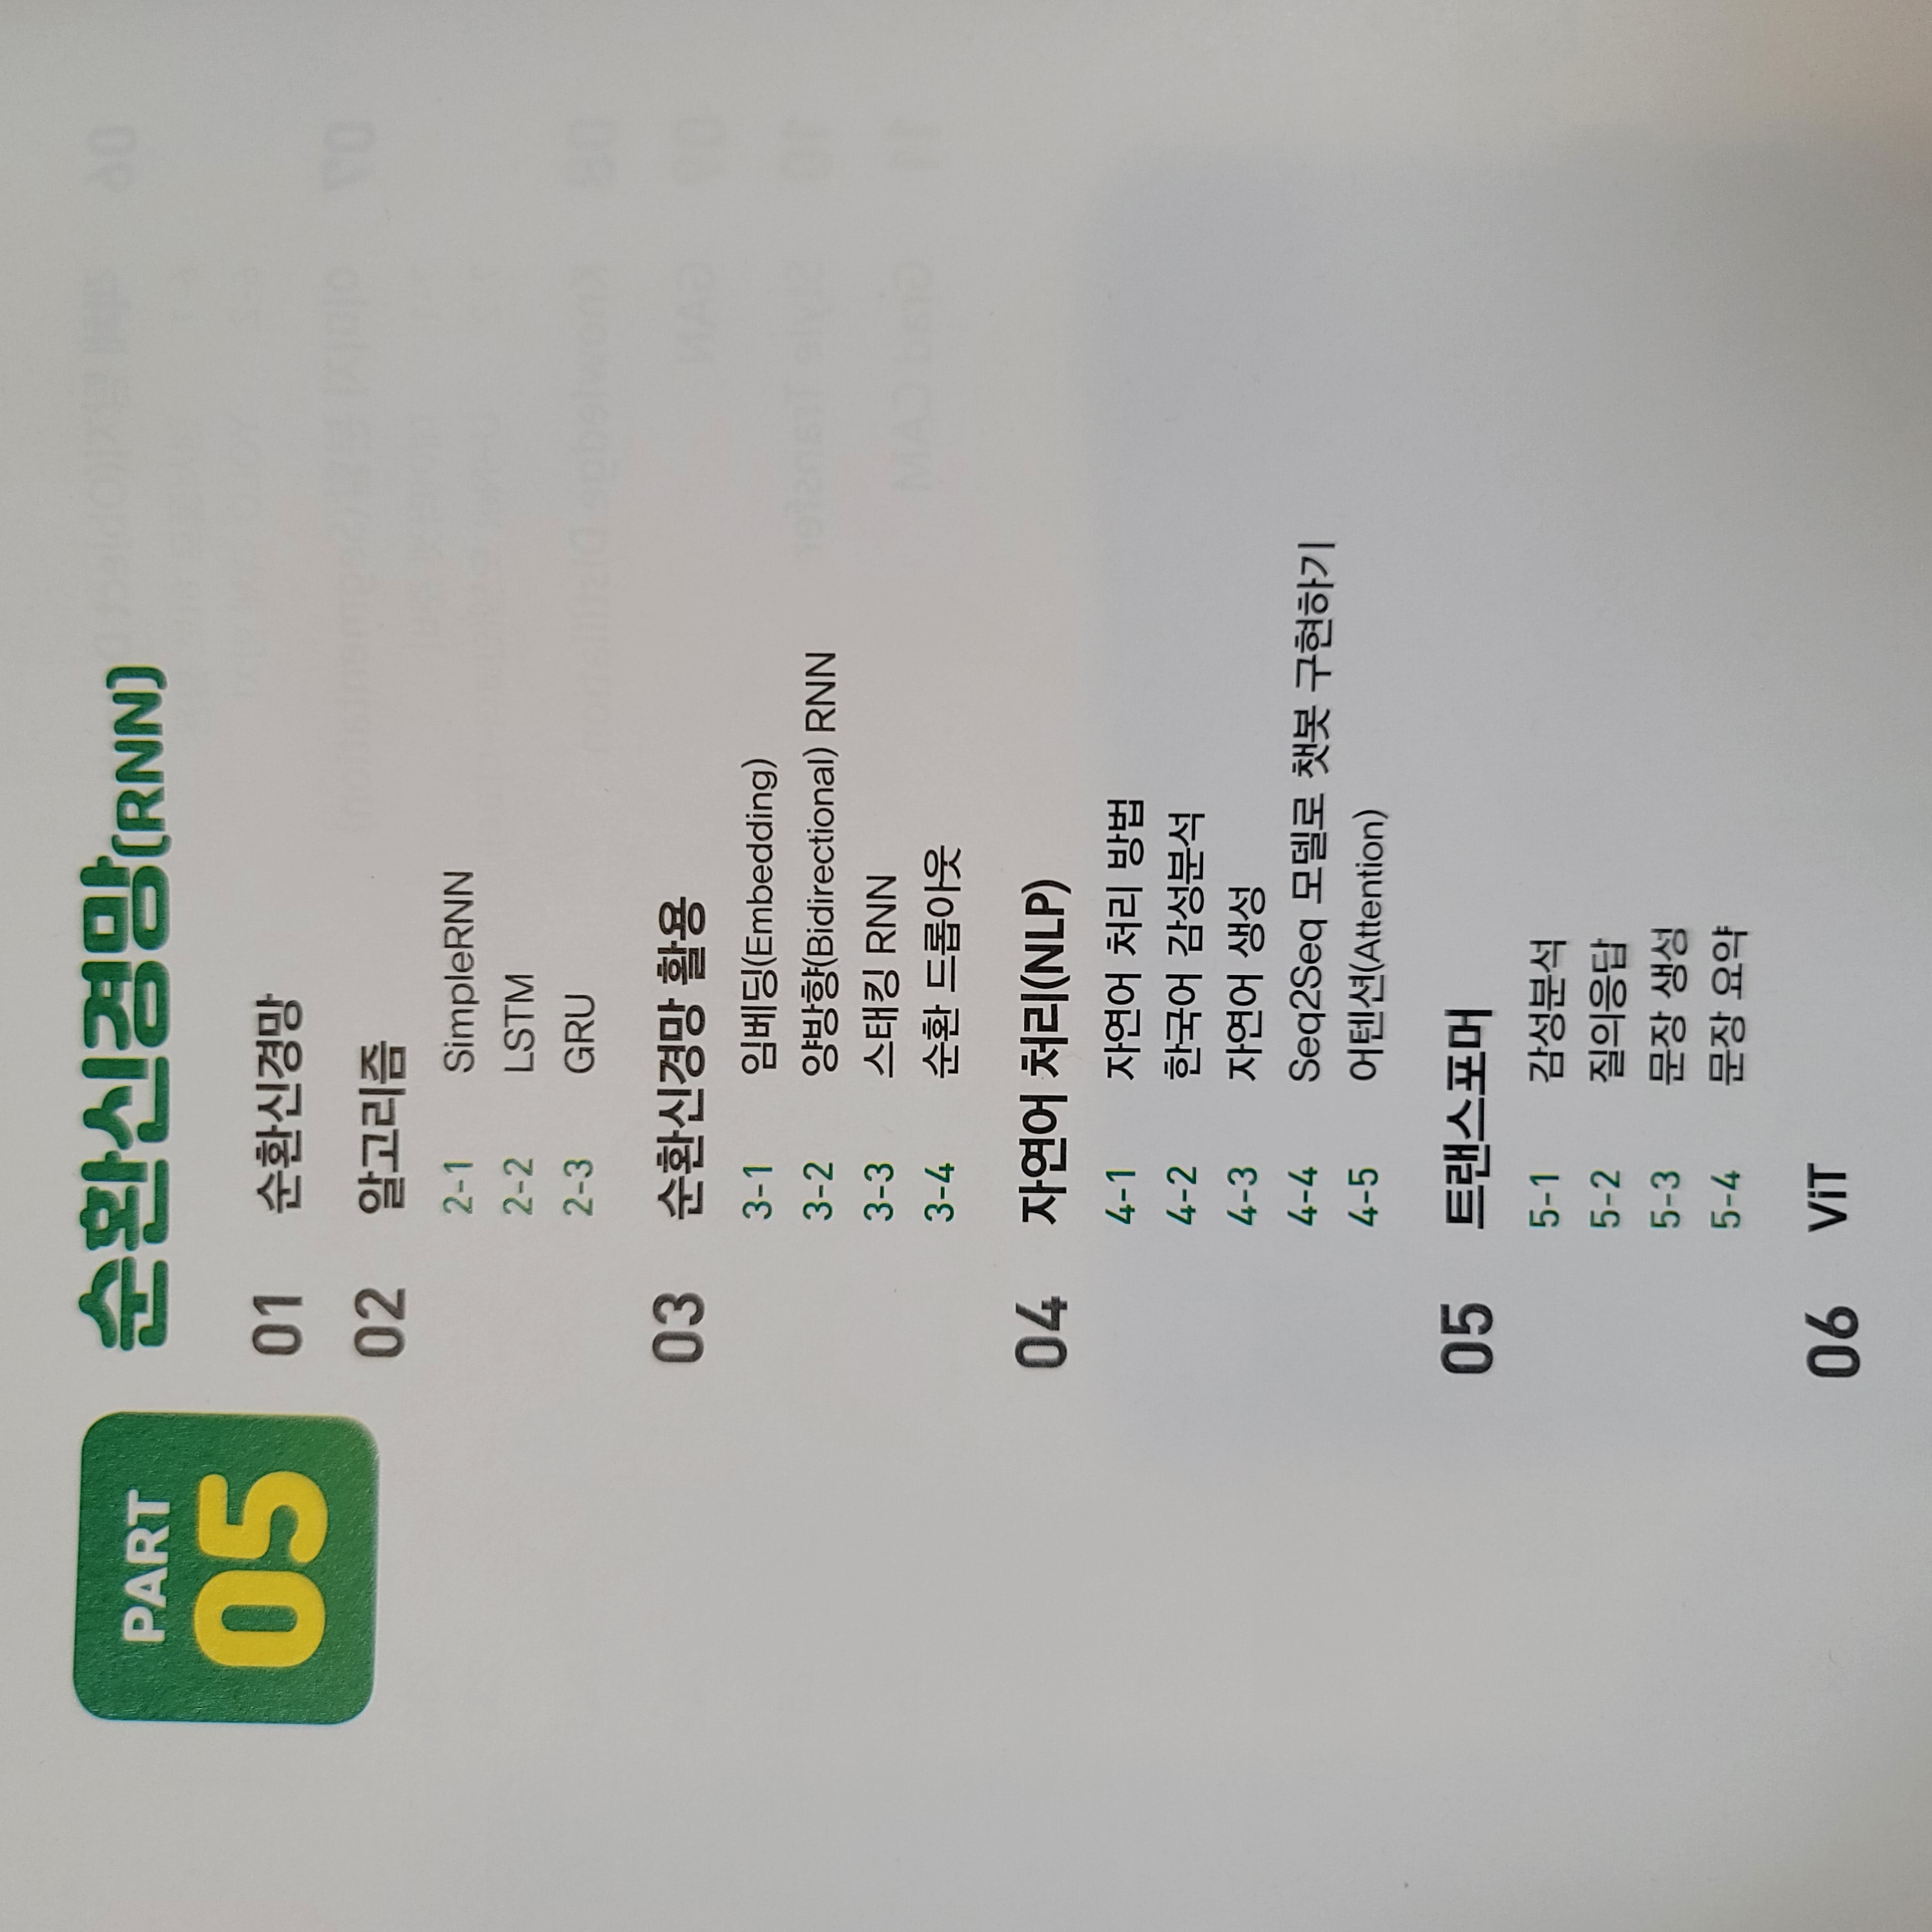 PART
05
순환신경망(RNN)
01 순환신경망
02 알고리즘
2-1 SimpleRNN
2-2 LSTM
2-3 GRU
03 순환신경망 활용
3-1 임베딩(Embedding)
3-2 양방향(Bidirectional) RNN
3-3 스태킹 RNN
3-4 순환 드롭아웃
04 자연어 처리(NLP)
4-1 자연어 처리 방법
4-2 한국어 감성분석
4-3 자연어 생성
4-4 Seq2Seq 모델로 챗봇 구현하기
4-5 어텐션(Attention)
05 트랜스포머
5-1 감성분석
5-2 질의응답
5-3 문장 생성
5-4 문장 요약
06 ViT